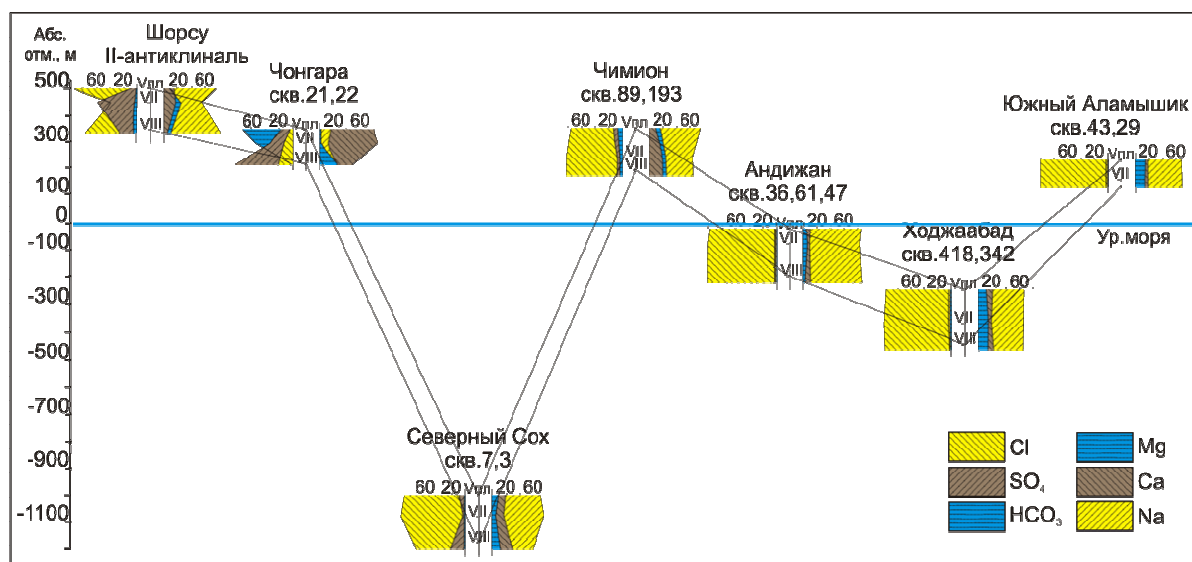 Абс.
отм., м
500
300
100
0
-100
-300
-500
-700
-900
-1100
Шорсу
II-антиклиналь
60 20 Vпл 20 60
VII
VIII
Чонгара
скв.21,22
60 20 Vпл 20 60
VII
VIII
Северный Сох
скв.7,3
60 20 Vпл 20 60
VII
VIII
Чимион
скв.89,193
60 20 Vпл 20 60
VII
VIII
Андижан
скв.36,61,47
60 20 Vпл 20 60
VII
VIII
Ходжаабад
скв.418,342
60 20 Vпл 20 60
VII
VIII
Южный Аламышик
скв.43,29
60 20 Vпл 20 60
VII
Ур.моря
Cl
SO₄
HCO₃
Mg
Ca
Na